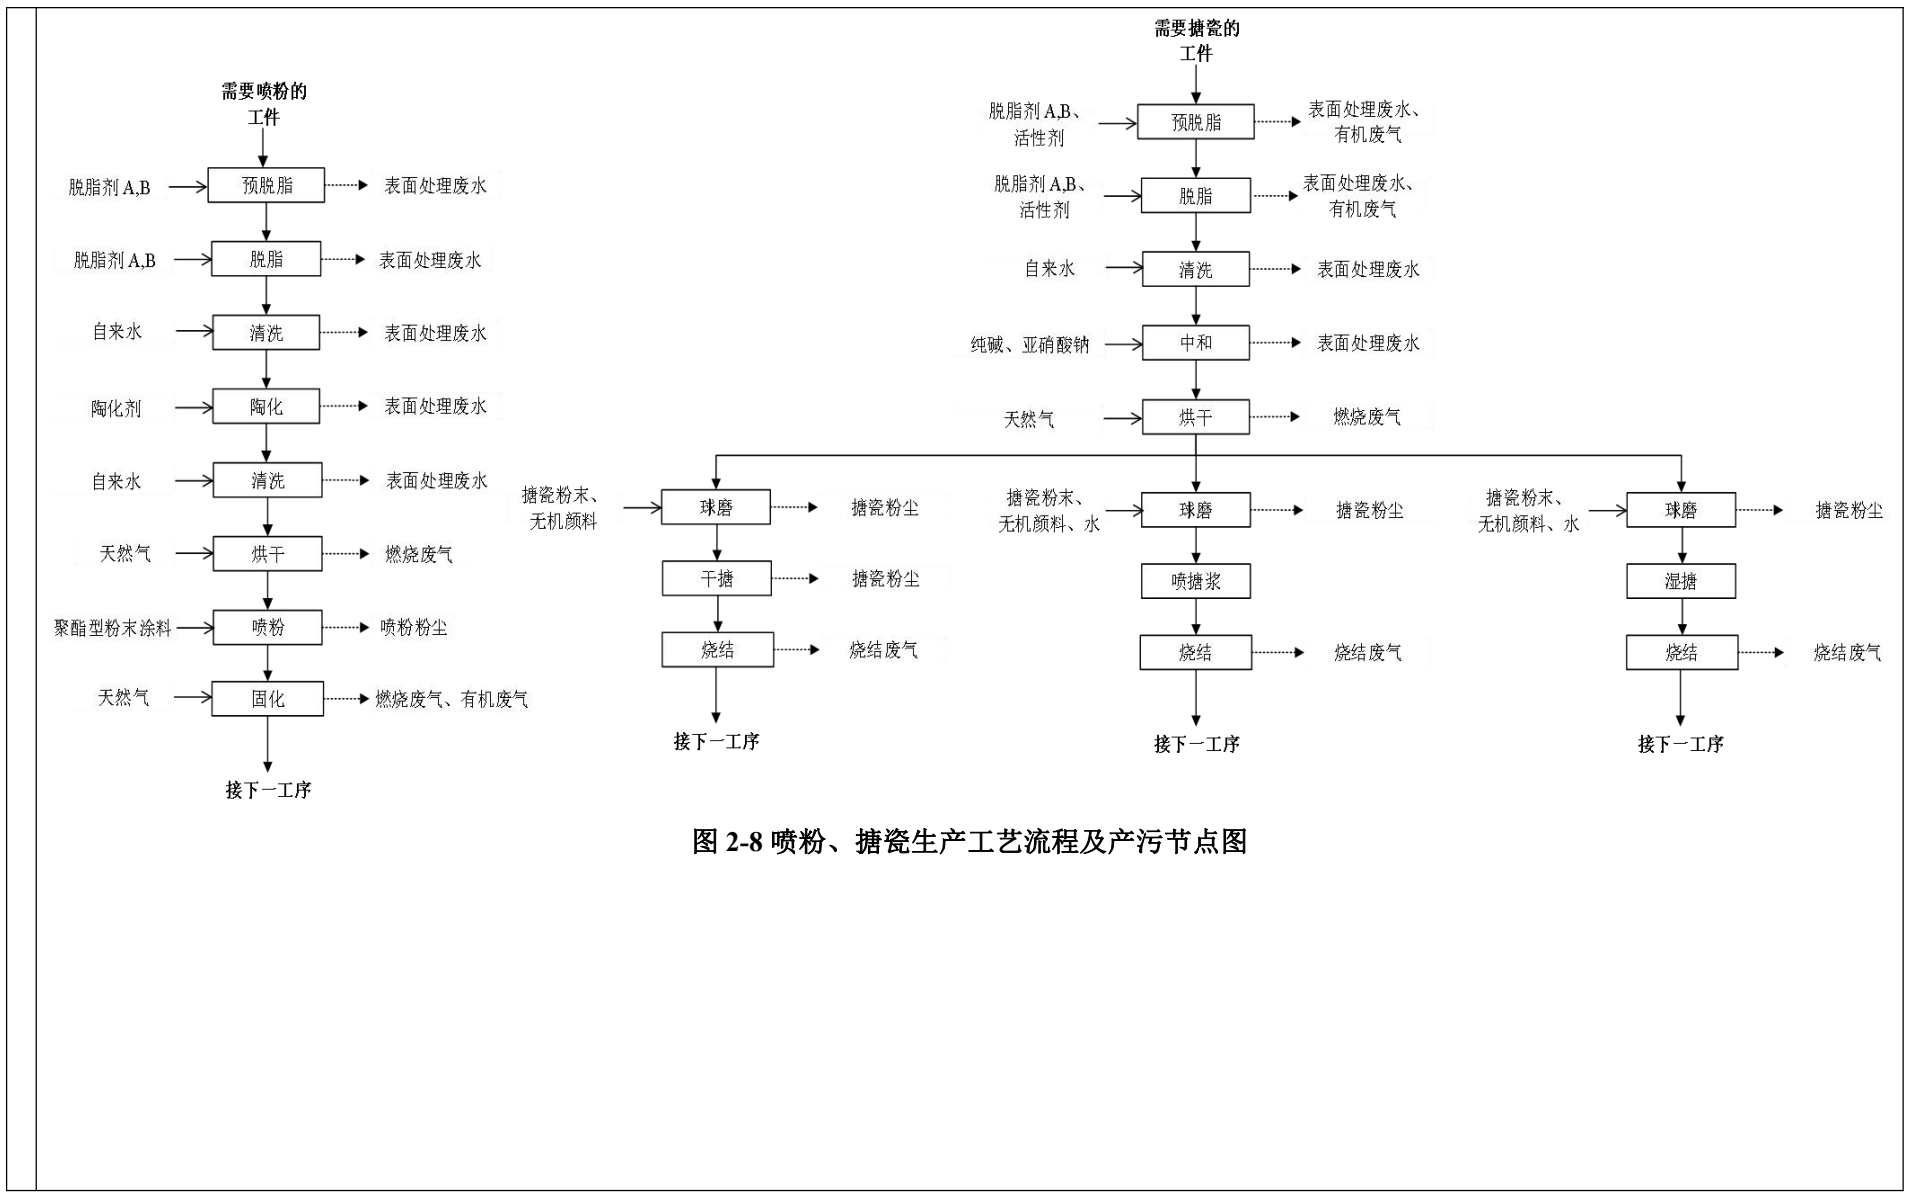 需要喷粉的
工件
脱脂剂 A,B
预脱脂
表面处理废水
脱脂剂 A,B
脱脂
表面处理废水
自来水
清洗
表面处理废水
陶化剂
陶化
表面处理废水
自来水
清洗
表面处理废水
天然气
烘干
燃烧废气
聚酯型粉末涂料
喷粉
喷粉粉尘
天然气
固化
燃烧废气、有机废气
接下一工序
需要搪瓷的
工件
脱脂剂 A,B、
活性剂
预脱脂
表面处理废水、
有机废气
脱脂剂 A,B、
活性剂
脱脂
表面处理废水、
有机废气
自来水
清洗
表面处理废水
纯碱、亚硝酸钠
中和
表面处理废水
天然气
烘干
燃烧废气
搪瓷粉末、
无机颜料
球磨
搪瓷粉尘
干搪
搪瓷粉尘
烧结
烧结废气
接下一工序
搪瓷粉末、
无机颜料、水
球磨
搪瓷粉尘
喷搪浆
烧结
烧结废气
接下一工序
搪瓷粉末、
无机颜料、水
球磨
搪瓷粉尘
湿搪
烧结
烧结废气
接下一工序
图 2-8 喷粉、搪瓷生产工艺流程及产污节点图